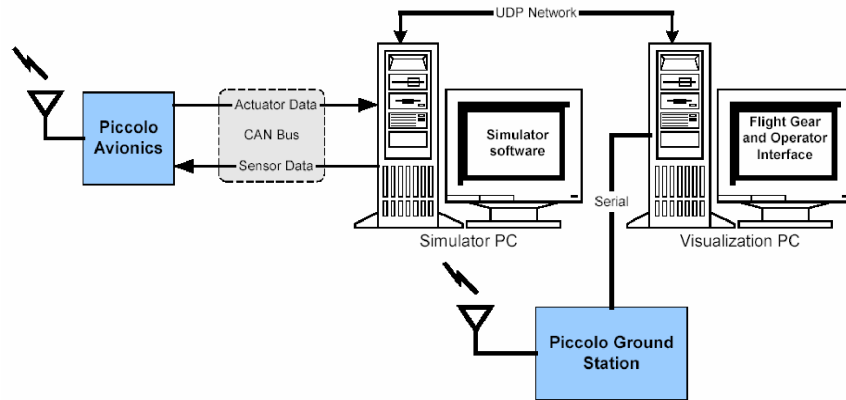 UDP Network
Piccolo
Avionics
Actuator Data
CAN Bus
Sensor Data
Simulator
software
Flight Gear
and Operator
Interface
Serial
Simulator PC
Visualization PC
Piccolo Ground
Station